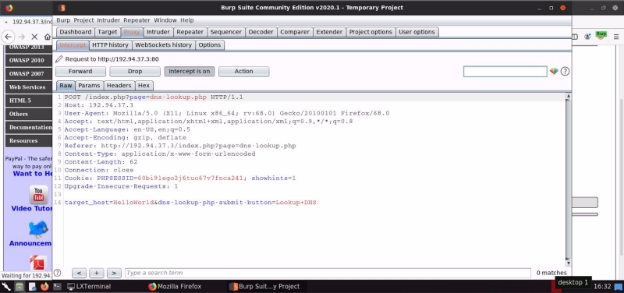 Burp Suite Community Edition v2020.1 - Temporary Project
Burp Project Intruder Repeater Window Help
Dashboard Target Proxy Intruder Repeater Sequencer Decoder Comparer Extender Project options User options
Intercept HTTP history WebSockets history Options
Request to http://192.94.37.3:80
Forward Drop Intercept is on Action
Raw Params Headers Hex
1 POST /index.php?page=dns-lookup.php HTTP/1.1
2 Host: 192.94.37.3
3 User-Agent: Mozilla/5.0 (X11; Linux x86_64; rv:68.0) Gecko/20100101 Firefox/68.0
4 Accept: text/html,application/xhtml+xml,application/xml;q=0.9,*/*;q=0.8
5 Accept-Language: en-US,en;q=0.5
6 Accept-Encoding: gzip, deflate
7 Referer: http://192.94.37.3/index.php?page=dns-lookup.php
8 Content-Type: application/x-www-form-urlencoded
9 Content-Length: 62
10 Connection: close
11 Cookie: showhints=1
12 Upgrade-Insecure-Requests: 1
13
14 target_host=HelloWorld&dns-lookup-php-submit-button=Lookup+DNS
Type a search term
0 matches
192.94.37.3/in
OWASP 2013
OWASP 2010
OWASP 2007
Web Services
HTML 5
Others
Documentation
Resources
PayPal - The safer
way to pay onl
Want to He
Video Tutor
Announcem
Waiting for 192.94.
LXTerminal
Mozilla Firefox
Burp Suit...y Project
desktop 1
16:32